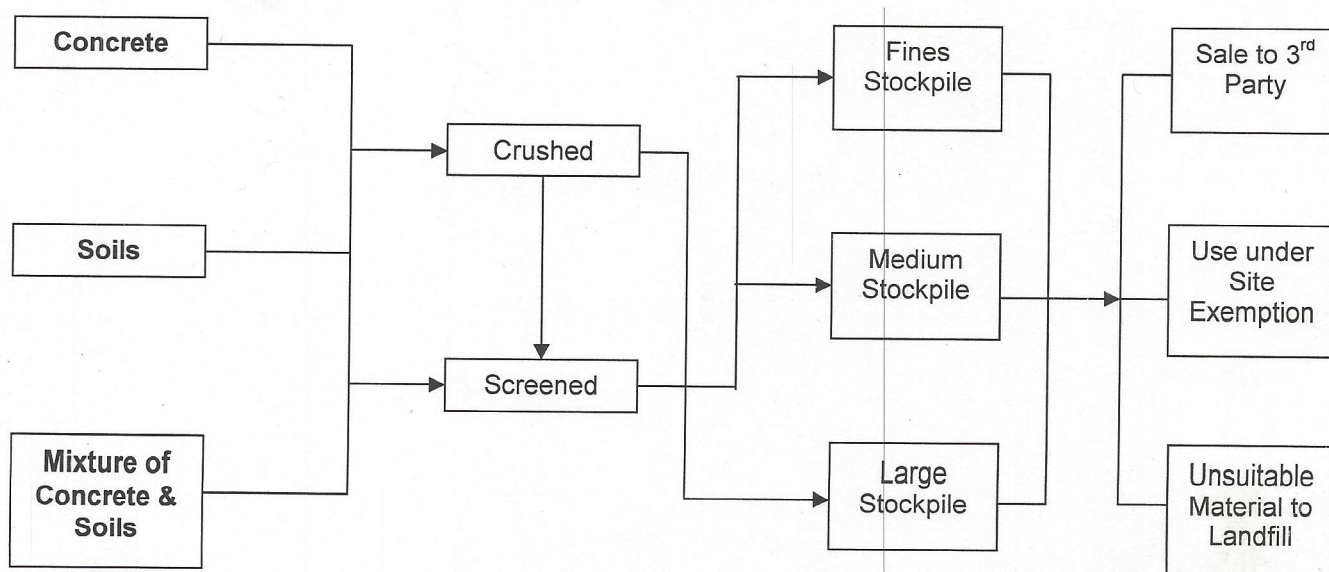 Concrete
Soils
Mixture of
Concrete &
Soils
Crushed
Screened
Fines
Stockpile
Medium
Stockpile
Large
Stockpile
Sale to 3rd
Party
Use under
Site
Exemption
Unsuitable
Material to
Landfill